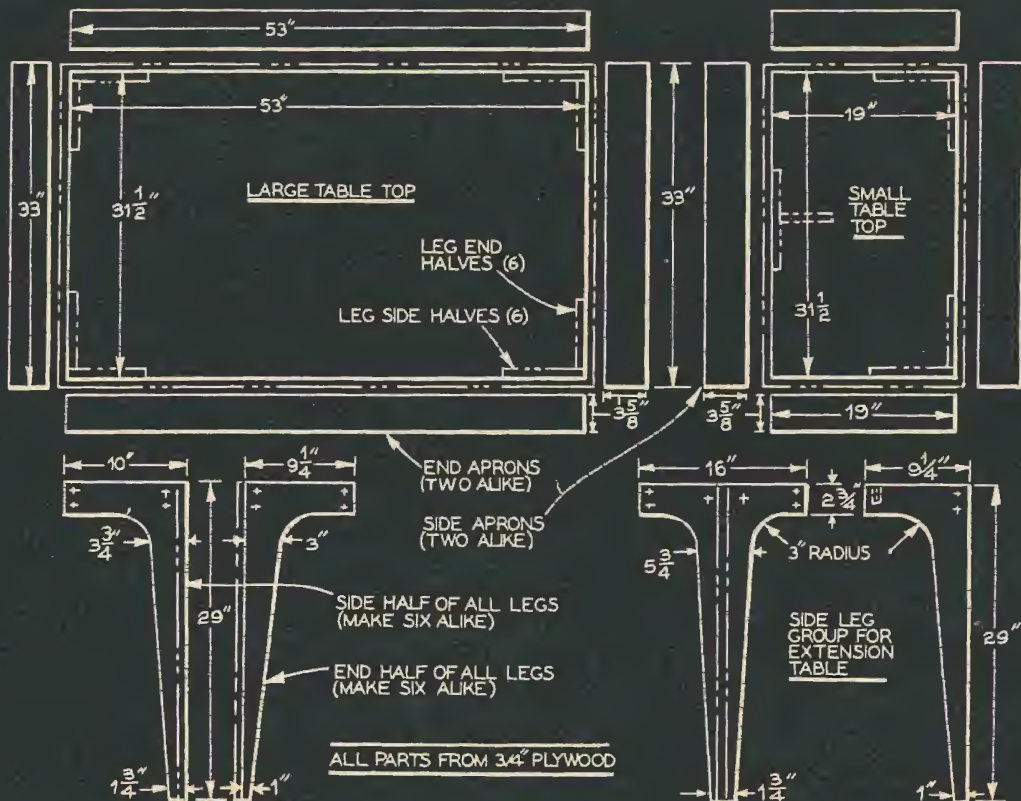 53"
33"
53"
31 1/2"
LARGE TABLE TOP
LEG END
HALVES (6)
LEG SIDE HALVES (6)
3 5/8"
33"
3 5/8"
19"
SMALL
TABLE
TOP
31 1/2
19"
END APRONS
(TWO ALIKE)
SIDE APRONS
(TWO ALIKE)
10"
9 1/4"
3 3/4"
3"
29"
SIDE HALF OF ALL LEGS
(MAKE SIX ALIKE)
END HALF OF ALL LEGS
(MAKE SIX ALIKE)
1 3/4"
1"
ALL PARTS FROM 3/4" PLYWOOD
16"
9 1/4"
2 3/4"
5 3/4
3" RADIUS
SIDE LEG
GROUP FOR
EXTENSION
TABLE
29"
1 3/4"
1"